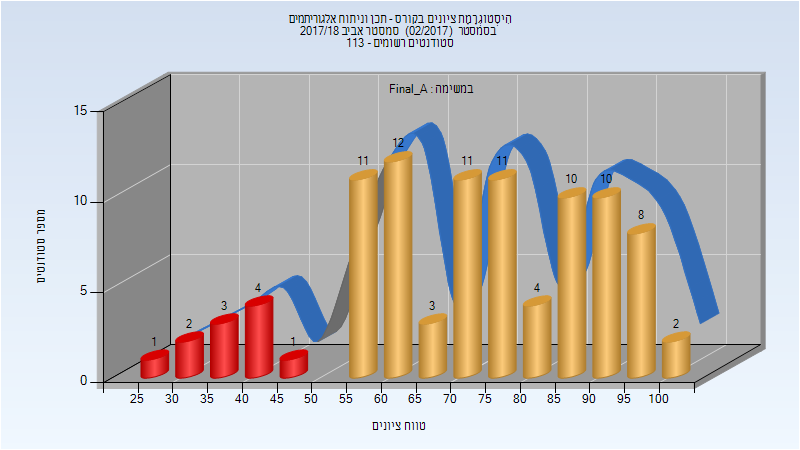 היסטוגרמת ציונים בקורס - תכן וניתוח אלגוריתמים
בסמסטר (02/2017) סמסטר אביב 2017/18
סטודנטים רשומים - 113
במשימה : Final_A
מספר סטודנטים
15
10
5
0
1
2
3
4
1
11
12
3
11
11
4
10
10
8
2
25 30 35 40 45 50 55 60 65 70 75 80 85 90 95 100
טווח ציונים